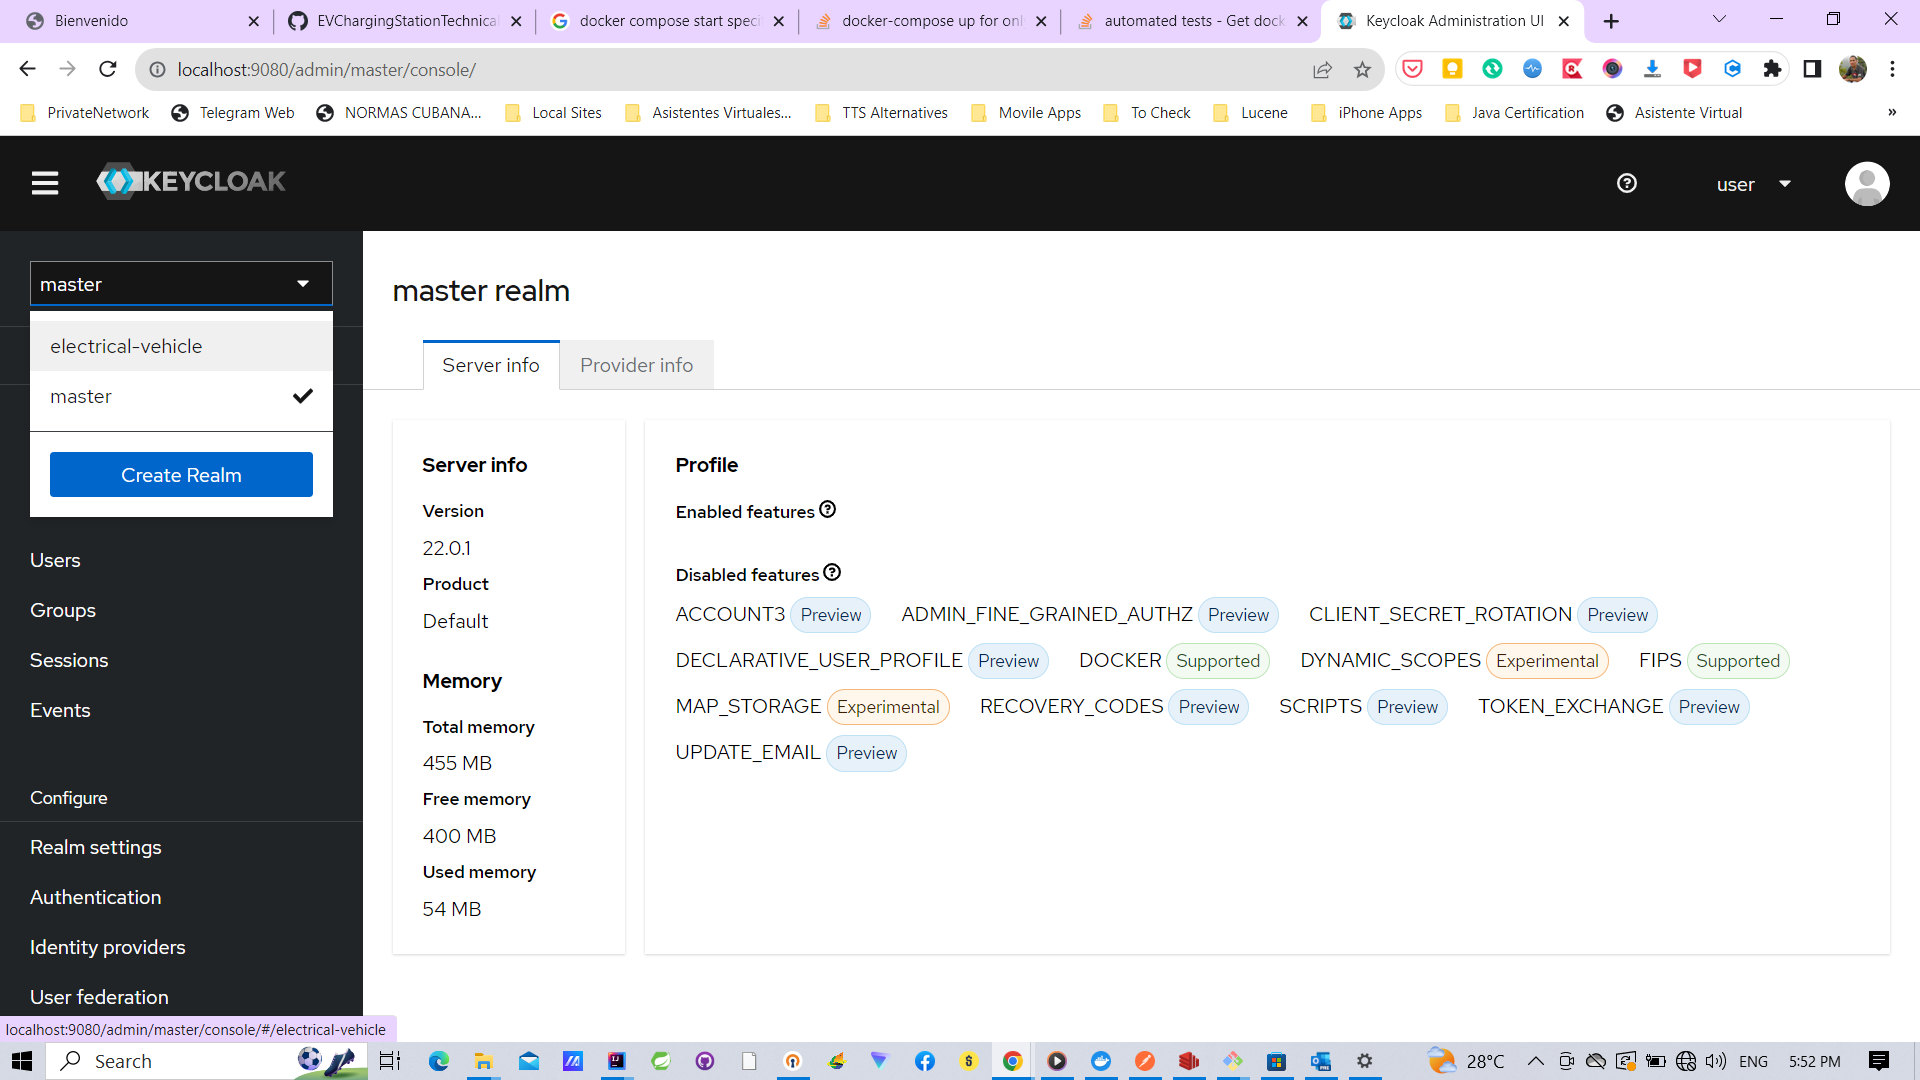 Bienvenido
EVChargingStationTechnical
docker compose start speci
docker-compose up for onl
automated tests - Get dock
Keycloak Administration UI
localhost:9080/admin/master/console/
PrivateNetwork
Telegram Web
NORMAS CUBANA...
Local Sites
Asistentes Virtuales...
TTS Alternatives
Movile Apps
To Check
Lucene
iPhone Apps
Java Certification
Asistente Virtual
»
KEYCLOAK
user
master
electrical-vehicle
master
Create Realm
Users
Groups
Sessions
Events
Configure
Realm settings
Authentication
Identity providers
User federation
master realm
Server info
Provider info
Server info
Version
22.0.1
Product
Default
Memory
Total memory
455 MB
Free memory
400 MB
Used memory
54 MB
Profile
Enabled features
Disabled features
ACCOUNT3 Preview ADMIN_FINE_GRAINED_AUTHZ Preview CLIENT_SECRET_ROTATION Preview
DECLARATIVE_USER_PROFILE Preview DOCKER Supported DYNAMIC_SCOPES Experimental FIPS Supported
MAP_STORAGE Experimental RECOVERY_CODES Preview SCRIPTS Preview TOKEN_EXCHANGE Preview
UPDATE_EMAIL Preview
localhost:9080/admin/master/console/#/electrical-vehicle
Search
28°C
ENG
5:52 PM